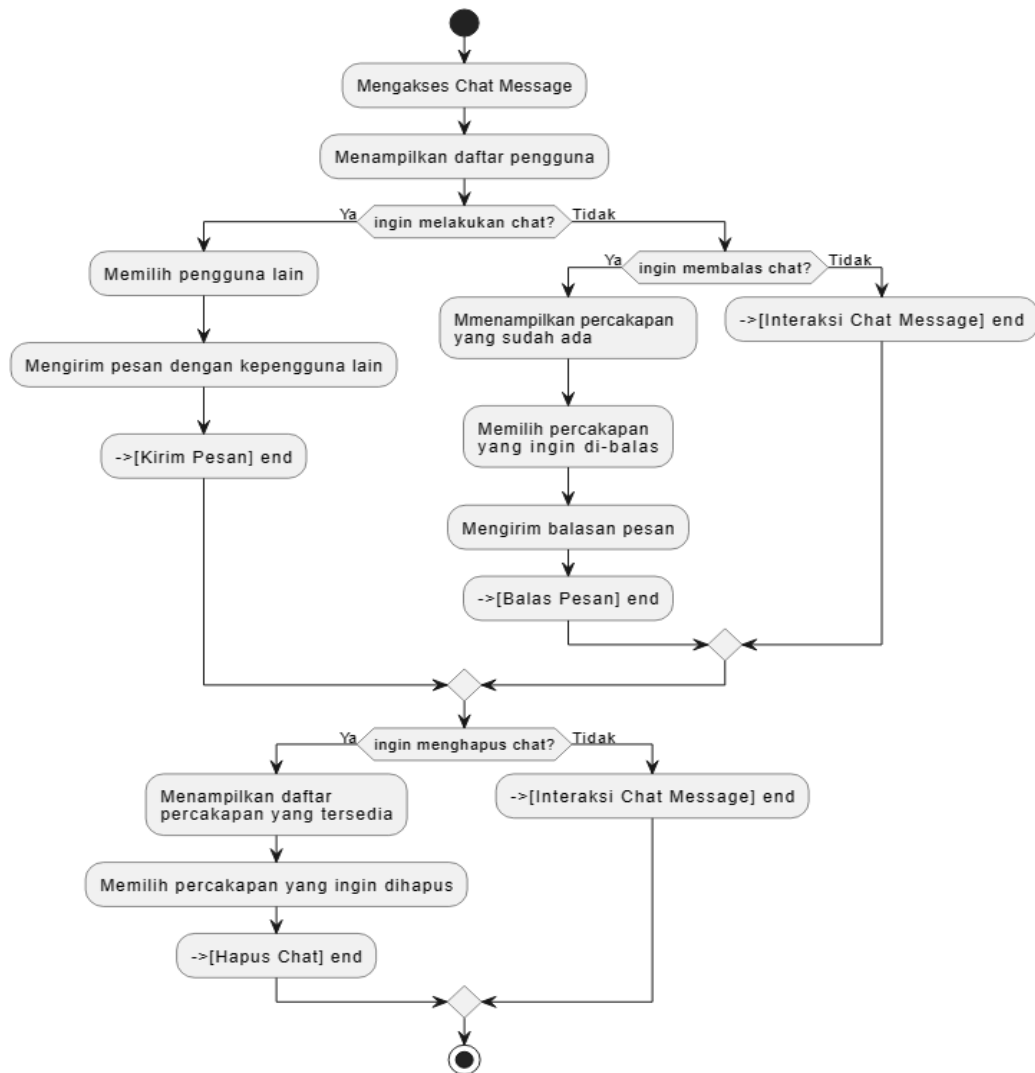 Mengakses Chat Message
Menampilkan daftar pengguna
Ya
ingin melakukan chat?
Tidak
Memilih pengguna lain
Mengirim pesan dengan kepengguna lain
->[Kirim Pesan] end
Ya
ingin membalas chat?
Tidak
Mmenampilkan percakapan
yang sudah ada
Memilih percakapan
yang ingin di-balas
Mengirim balasan pesan
->[Balas Pesan] end
->[Interaksi Chat Message] end
Ya
ingin menghapus chat?
Tidak
Menampilkan daftar
percakapan yang tersedia
Memilih percakapan yang ingin dihapus
->[Hapus Chat] end
->[Interaksi Chat Message] end